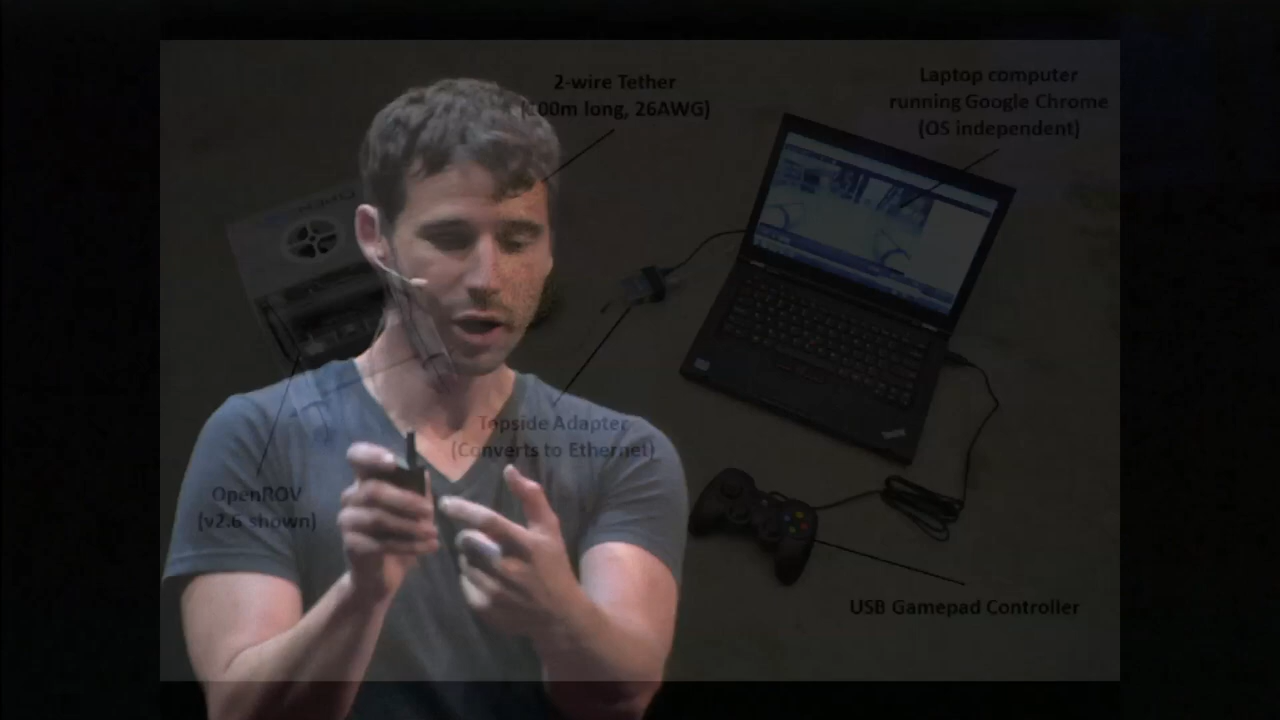 2-wire Tether
(100m long, 26AWG)
Laptop computer
running Google Chrome
(OS independent)
Topside Adapter
(Converts to Ethernet)
OpenROV
(v2.6 shown)
USB Gamepad Controller